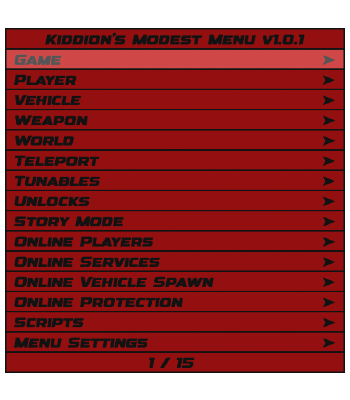 Kiddion's Modest Menu v1.0.1
Game
Player
Vehicle
Weapon
World
Teleport
Tunables
Unlocks
Story Mode
Online Players
Online Services
Online Vehicle Spawn
Online Protection
Scripts
Menu Settings
1 / 15